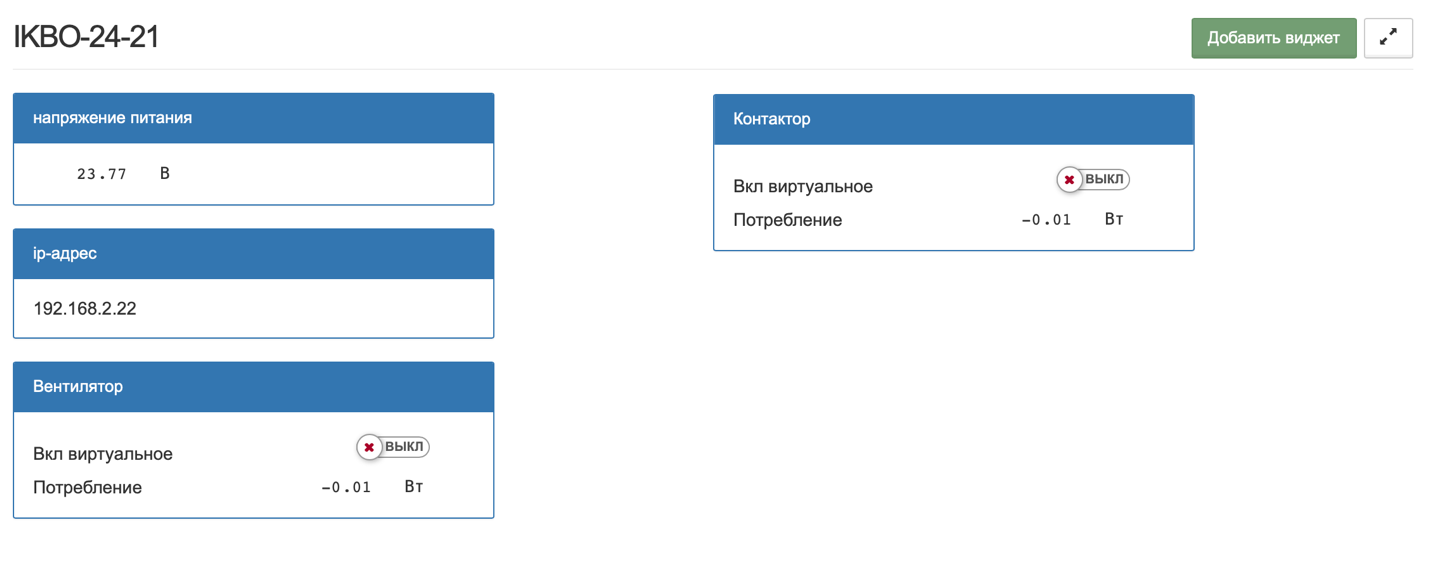 IKBO-24-21
Добавить виджет
напряжение питания
23.77 В
ip-адрес
192.168.2.22
Вентилятор
Вкл виртуальное ВЫКЛ
Потребление -0.01 Вт
Контактор
Вкл виртуальное ВЫКЛ
Потребление -0.01 Вт